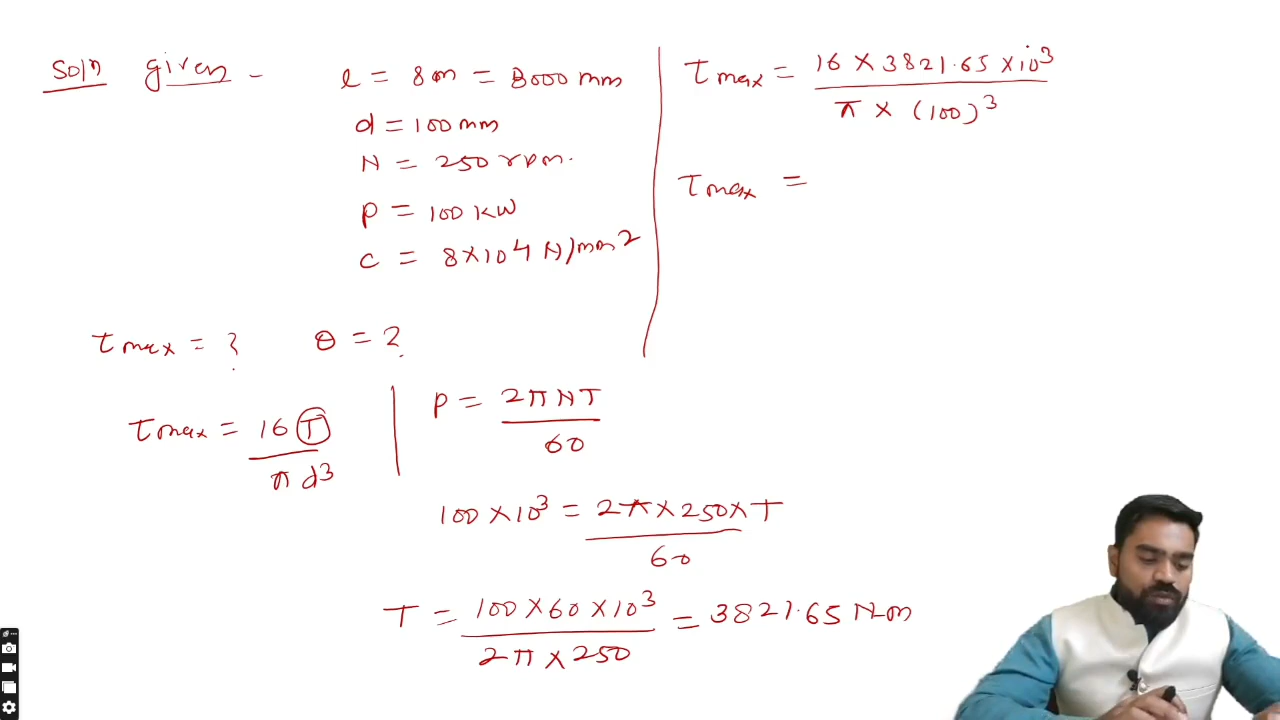 Soln given - l = 8m = 8000 mm
d = 100 mm
N = 250 rpm.
P = 100 KW
C = 8×10^4 N/mm^2
τmax = ? θ = ?
τmax = 16 T / π d^3
P = 2πNT / 60
100 × 10^3 = 2π × 250 × T / 60
T = 100 × 60 × 10^3 / 2π × 250 = 3821.65 N-m
τmax = 16 × 3821.65 × 10^3 / π × (100)^3
τmax =